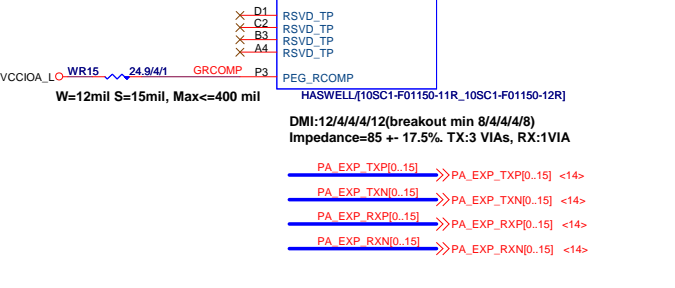 D1 RSVD_TP
C2 RSVD_TP
B3 RSVD_TP
A4 RSVD_TP
VCCIOA_L WR15 24.9/4/1 GRCOMP P3 PEG_RCOMP
W=12mil S=15mil, Max<=400 mil
HASWELL/[10SC1-F01150-11R_10SC1-F01150-12R]
DMI:12/4/4/4/12(breakout min 8/4/4/4/8)
Impedance=85 +- 17.5%. TX:3 VIAs, RX:1VIA
PA_EXP_TXP[0..15] PA_EXP_TXP[0..15] <14>
PA_EXP_TXN[0..15] PA_EXP_TXN[0..15] <14>
PA_EXP_RXP[0..15] PA_EXP_RXP[0..15] <14>
PA_EXP_RXN[0..15] PA_EXP_RXN[0..15] <14>